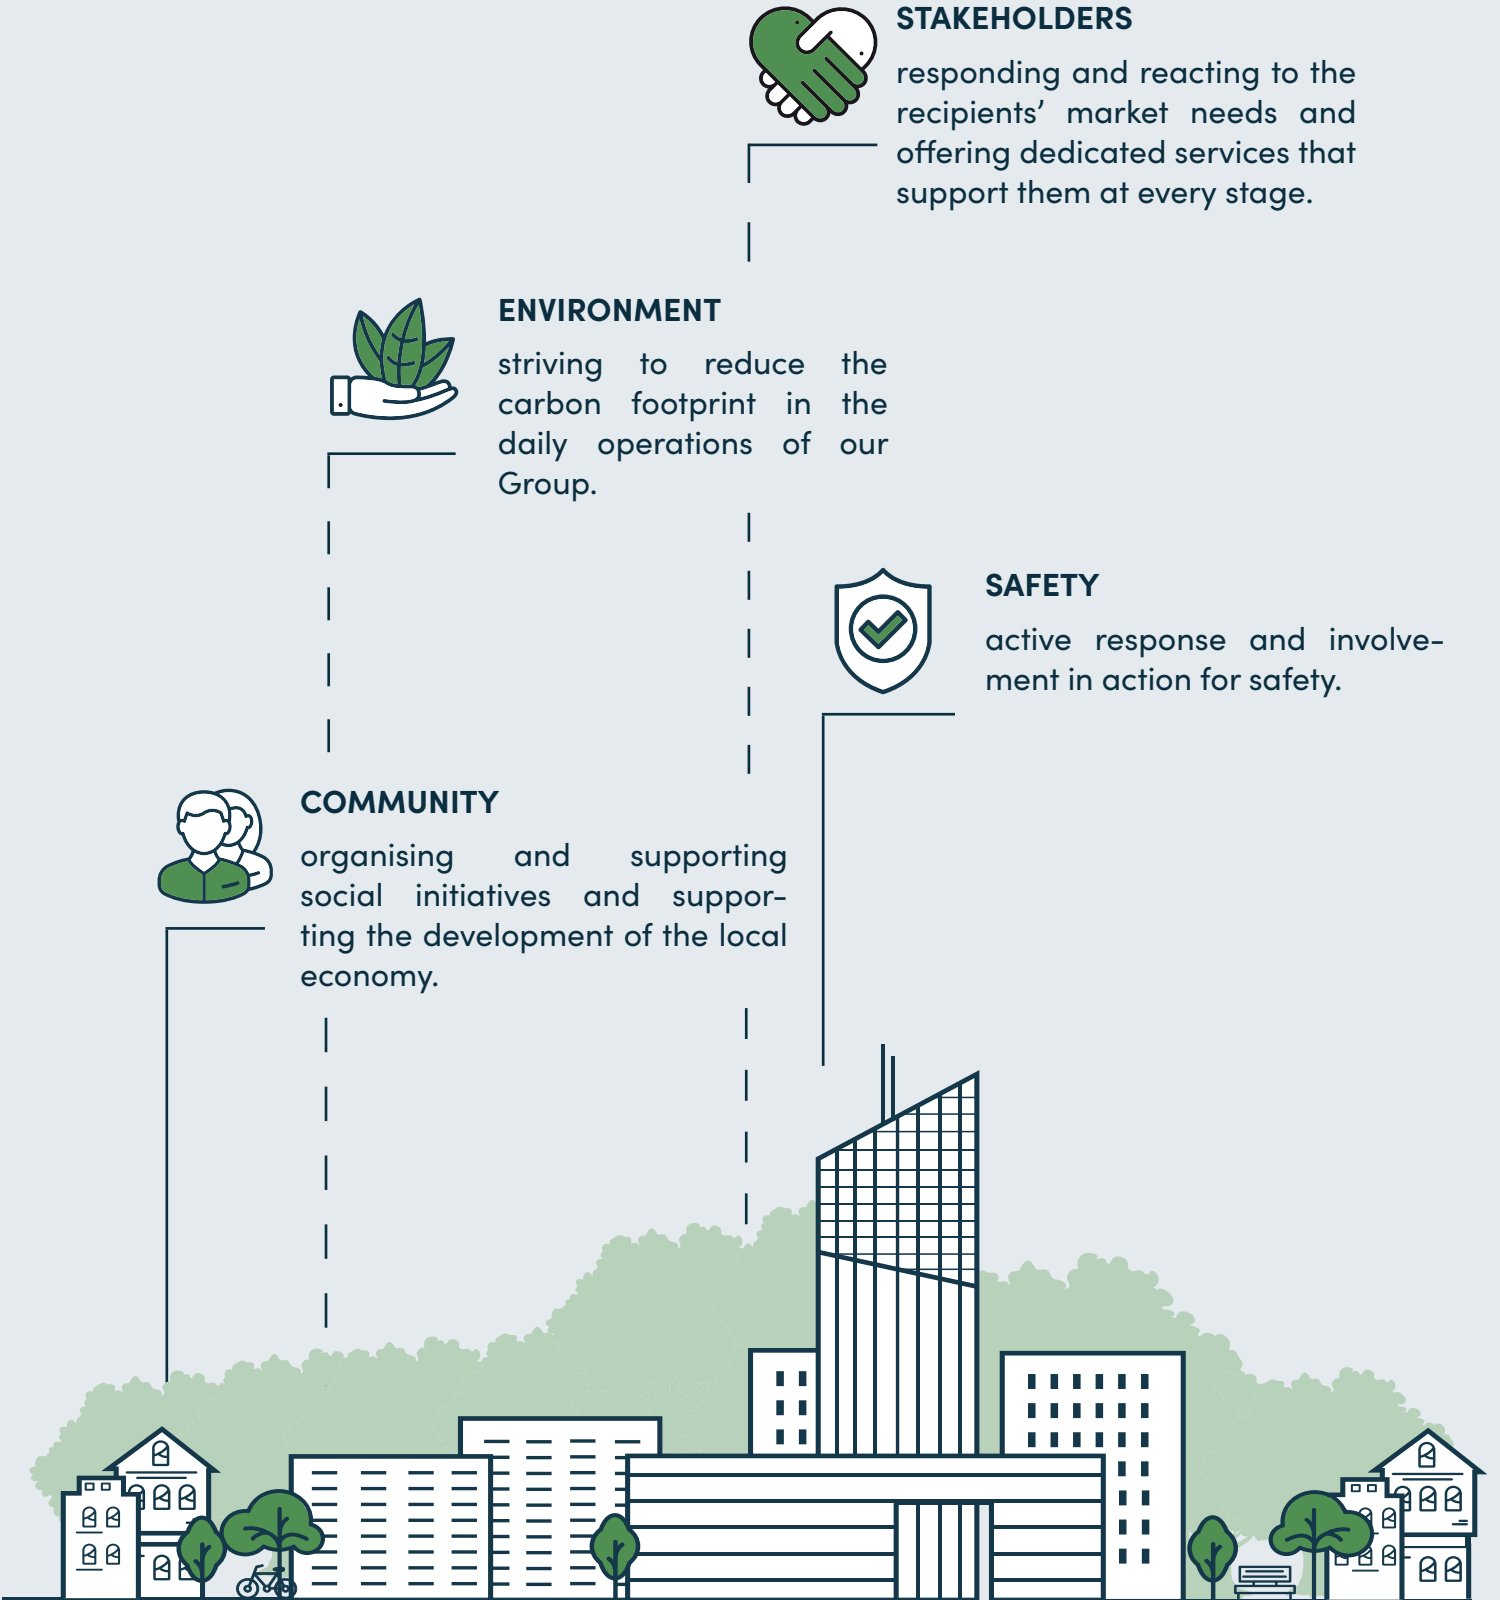 STAKEHOLDERS
responding and reacting to the
recipients’ market needs and
offering dedicated services that
support them at every stage.
ENVIRONMENT
striving to reduce the
carbon footprint in the
daily operations of our
Group.
SAFETY
active response and involve-
ment in action for safety.
COMMUNITY
organising and supporting
social initiatives and suppor-
ting the development of the local
economy.